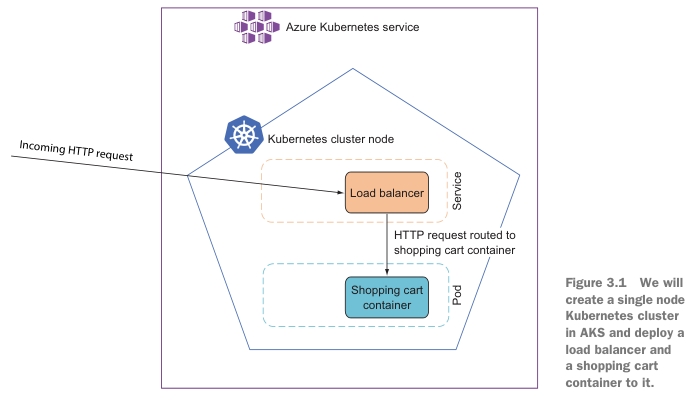 Azure Kubernetes service
Kubernetes cluster node
Incoming HTTP request
Load balancer
Service
HTTP request routed to
shopping cart container
Shopping cart
container
Pod
Figure 3.1 We will
create a single node
Kubernetes cluster
in AKS and deploy a
load balancer and
a shopping cart
container to it.